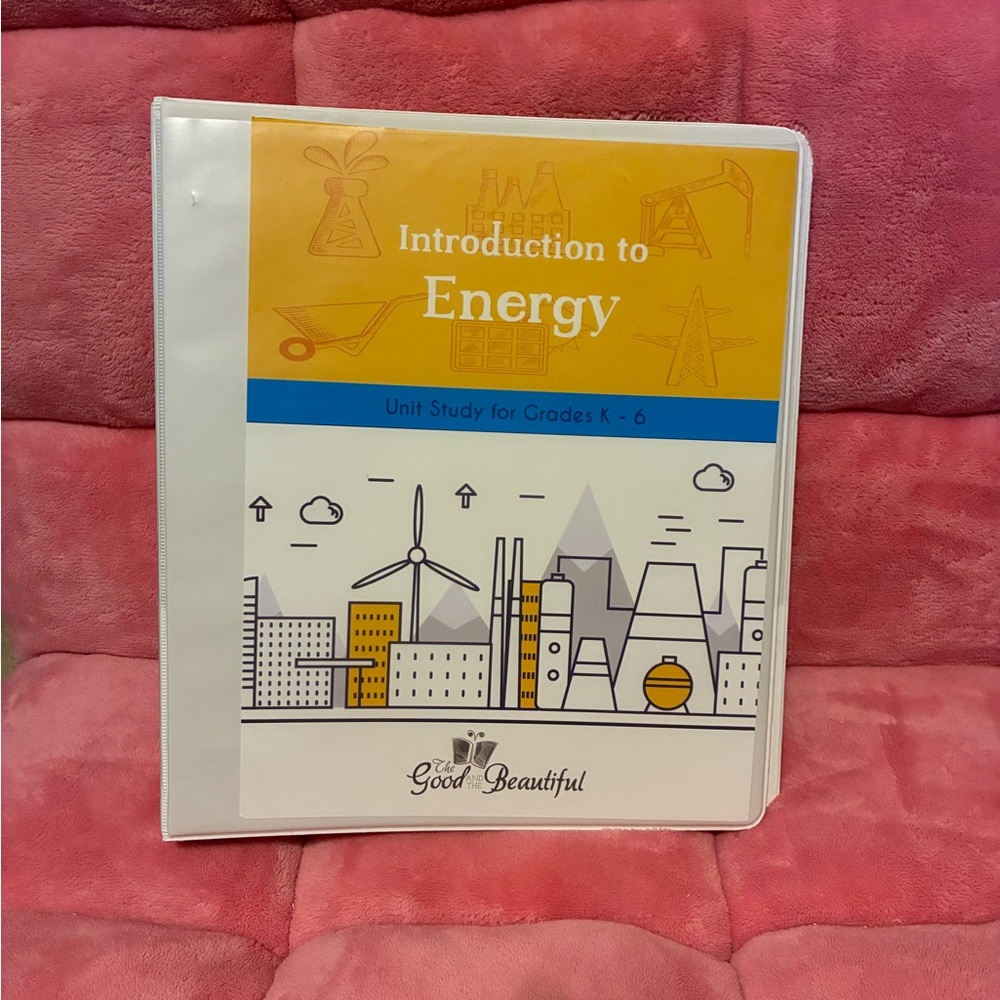 Introduction to
Energy
Unit Study for Grades K - 6
The
Good AND THE Beautiful